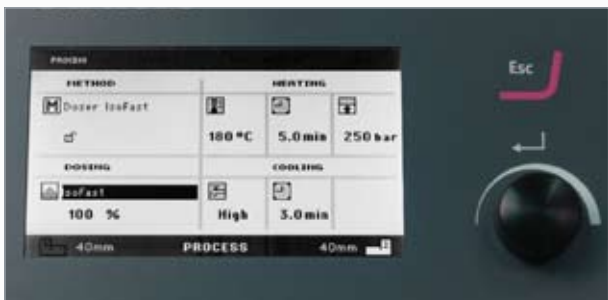 PROCESS
METHOD
HEATING
M Doser IsoFast
180 °C
5.0 min
250 bar
DOSING
COOLING
IsoFast
100 %
High
3.0 min
40mm PROCESS 40mm
Esc